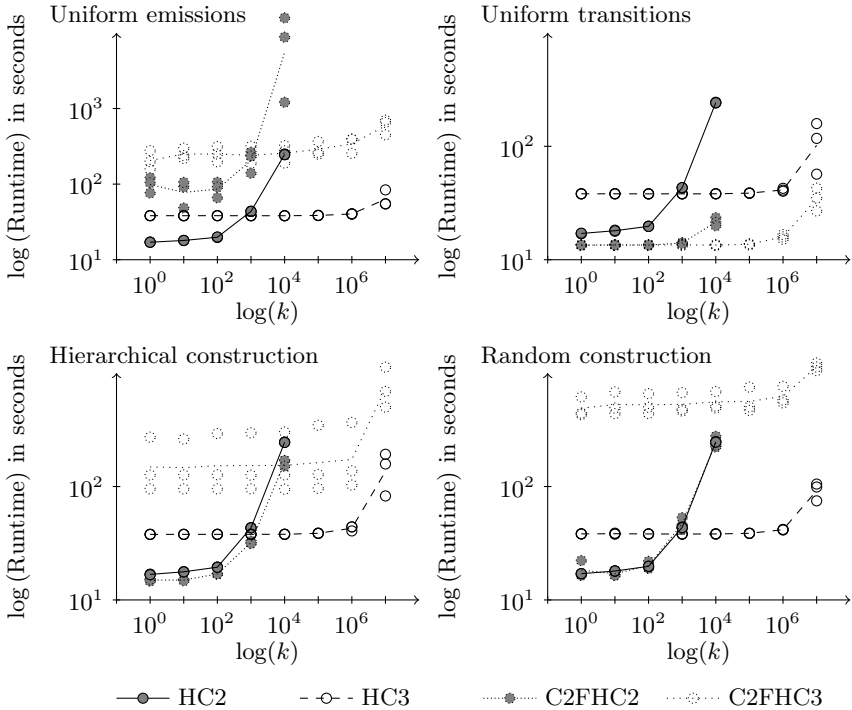 Uniform emissions
log (Runtime) in seconds
10^3
10^2
10^1
10^0 10^2 10^4 10^6
log(k)
Uniform transitions
log (Runtime) in seconds
10^2
10^1
10^0 10^2 10^4 10^6
log(k)
Hierarchical construction
log (Runtime) in seconds
10^2
10^1
10^0 10^2 10^4 10^6
log(k)
Random construction
log (Runtime) in seconds
10^2
10^1
10^0 10^2 10^4 10^6
log(k)
HC2 HC3 C2FHC2 C2FHC3